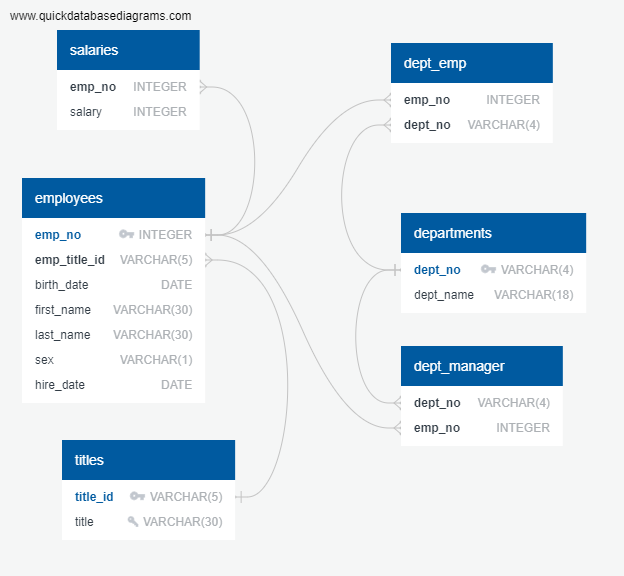 www.quickdatabasediagrams.com
salaries
emp_no INTEGER
salary INTEGER
dept_emp
emp_no INTEGER
dept_no VARCHAR(4)
employees
emp_no INTEGER
emp_title_id VARCHAR(5)
birth_date DATE
first_name VARCHAR(30)
last_name VARCHAR(30)
sex VARCHAR(1)
hire_date DATE
departments
dept_no VARCHAR(4)
dept_name VARCHAR(18)
dept_manager
dept_no VARCHAR(4)
emp_no INTEGER
titles
title_id VARCHAR(5)
title VARCHAR(30)